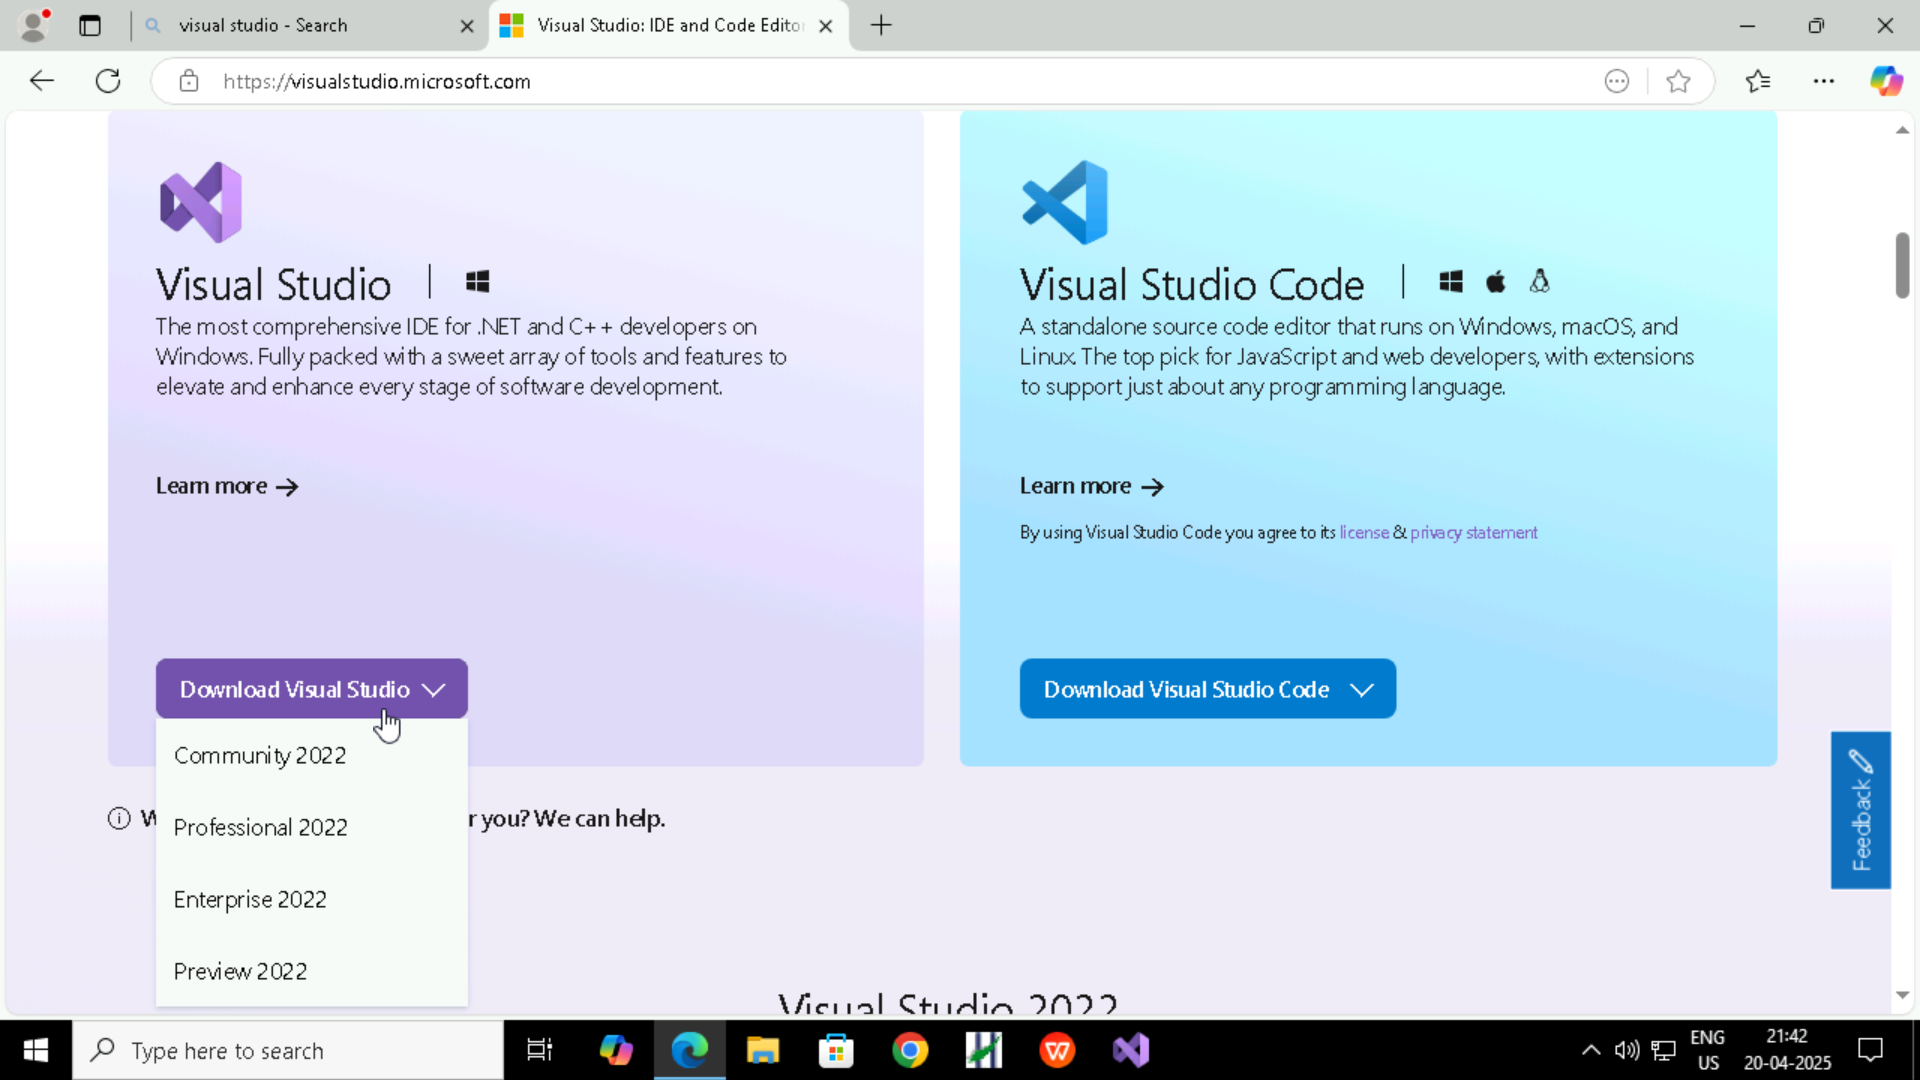 visual studio - Search
Visual Studio: IDE and Code Editor
https://visualstudio.microsoft.com
Visual Studio
The most comprehensive IDE for .NET and C++ developers on
Windows. Fully packed with a sweet array of tools and features to
elevate and enhance every stage of software development.
Learn more
Download Visual Studio
Community 2022
Professional 2022
Enterprise 2022
Preview 2022
Visual Studio Code
A standalone source code editor that runs on Windows, macOS, and
Linux. The top pick for JavaScript and web developers, with extensions
to support just about any programming language.
Learn more
By using Visual Studio Code you agree to its license & privacy statement
Download Visual Studio Code
r you? We can help.
Feedback
Visual Studio 2022
Type here to search
ENG
US
21:42
20-04-2025